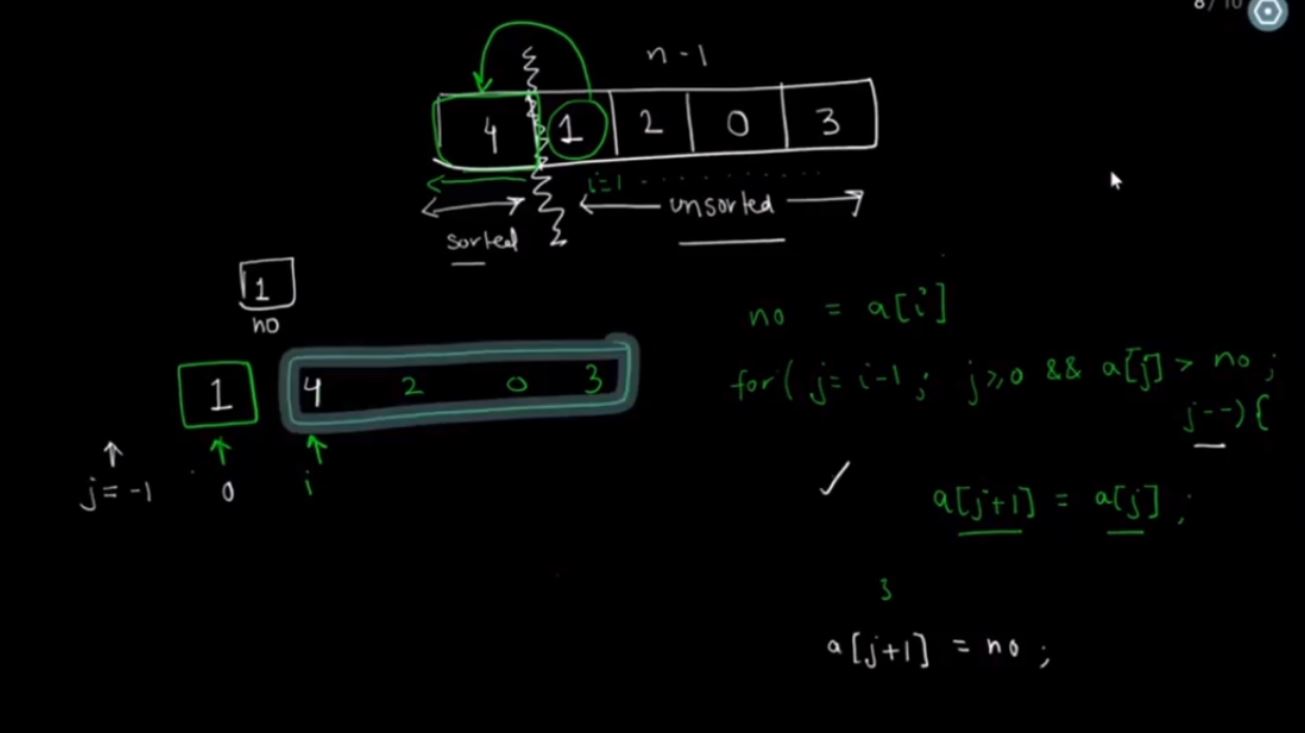 8/10
n-1
4 1 2 0 3
i=1
unsorted
sorted
1
no
no = a[i]
1 4 2 0 3
for( j= i-1 ; j≥0 && a[j] > no ;
j--){
j=-1 0 i
a[j+1] = a[j] ;
}
a[j+1] = no ;